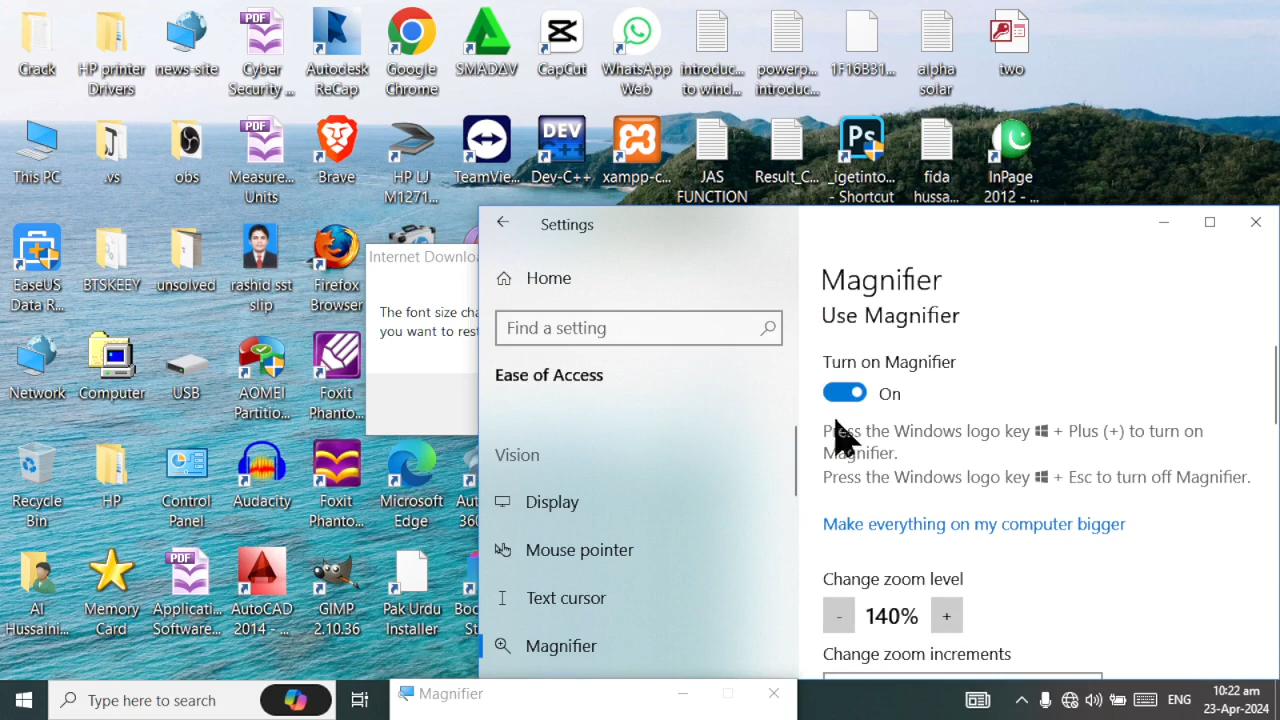 Crack
HP printer
Drivers
news-site
Cyber
Security ...
Autodesk
ReCap
Google
Chrome
SMADΔV
CapCut
WhatsApp
Web
introduc...
to wind...
powerp...
introduc...
1F16B31...
alpha
solar
two
This PC
.vs
obs
Measure...
Units
Brave
HP LJ
M1271...
TeamVie...
Dev-C++
xampp-c...
JAS
FUNCTION
Result_C...
_igetinto...
- Shortcut
fida
hussa...
InPage
2012 - ...
EaseUS
Data R...
BTSKEEY
unsolved
rashid sst
slip
Firefox
Browser
Network
Computer
USB
AOMEI
Partitio...
Foxit
Phanto...
Recycle
Bin
HP
Control
Panel
Audacity
Foxit
Phanto...
Microsoft
Edge
Al
Hussaini...
Memory
Card
Applicati...
Software...
AutoCAD
2014 - ...
GIMP
2.10.36
Pak Urdu
Installer
PDF
PDF
PDF
DEV
C++
Ps
Internet Downlo
The font size cha
you want to rest
Settings
Home
Find a setting
Ease of Access
Vision
Display
Mouse pointer
Text cursor
Magnifier
Magnifier
Use Magnifier
Turn on Magnifier
On
Press the Windows logo key + Plus (+) to turn on
Magnifier.
Press the Windows logo key + Esc to turn off Magnifier.
Make everything on my computer bigger
Change zoom level
- 140% +
Change zoom increments
Type here to search
Magnifier
ENG
10:22 am
23-Apr-2024